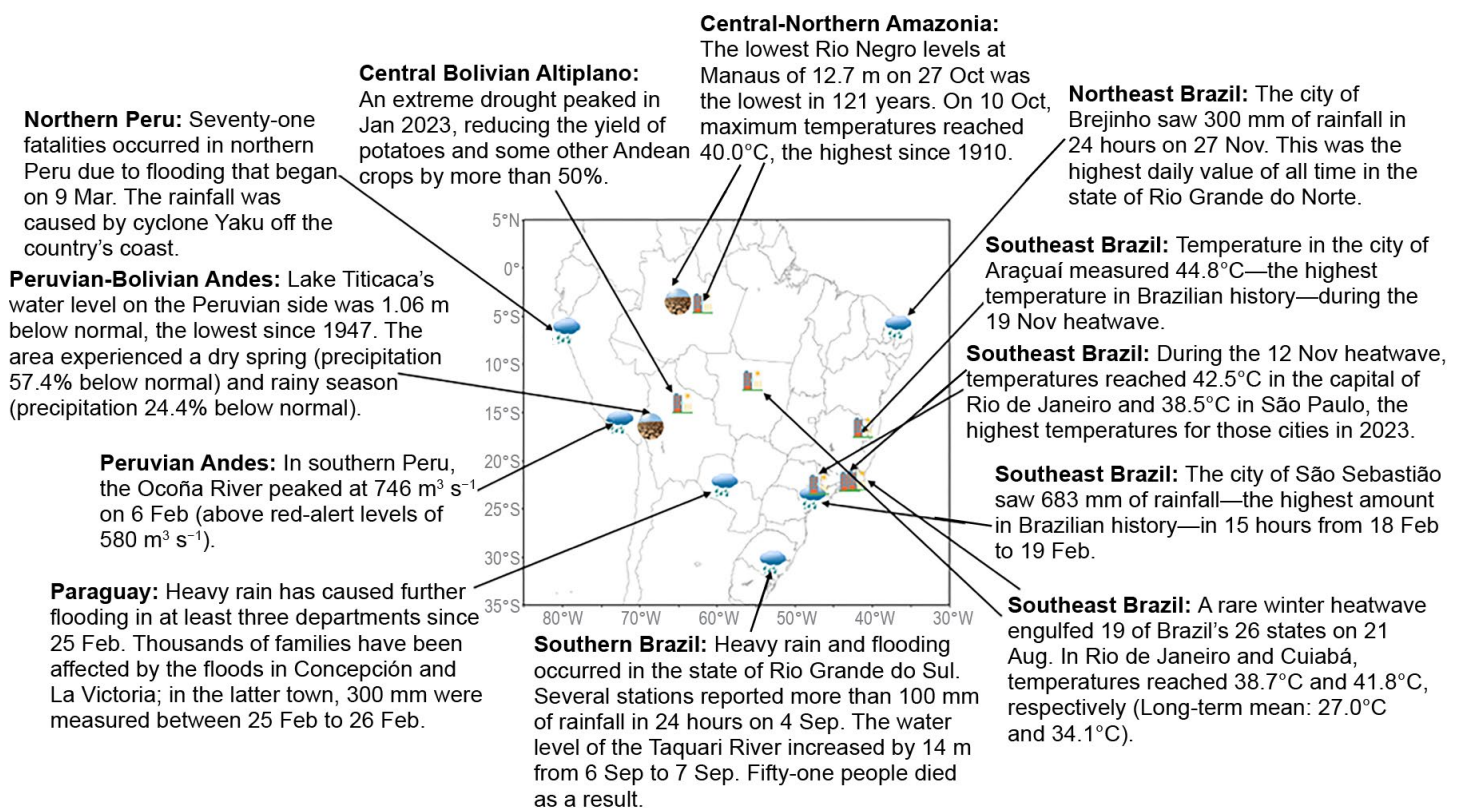 Central-Northern Amazonia:
The lowest Rio Negro levels at
Manaus of 12.7 m on 27 Oct was
the lowest in 121 years. On 10 Oct,
maximum temperatures reached
40.0°C, the highest since 1910.
Central Bolivian Altiplano:
An extreme drought peaked in
Jan 2023, reducing the yield of
potatoes and some other Andean
crops by more than 50%.
Northern Peru: Seventy-one
fatalities occurred in northern
Peru due to flooding that began
on 9 Mar. The rainfall was
caused by cyclone Yaku off the
country's coast.
Northeast Brazil: The city of
Brejinho saw 300 mm of rainfall in
24 hours on 27 Nov. This was the
highest daily value of all time in the
state of Rio Grande do Norte.
Peruvian-Bolivian Andes: Lake Titicaca's
water level on the Peruvian side was 1.06 m
below normal, the lowest since 1947. The
area experienced a dry spring (precipitation
57.4% below normal) and rainy season
(precipitation 24.4% below normal).
Southeast Brazil: Temperature in the city of
Araçuaí measured 44.8°C—the highest
temperature in Brazilian history—during the
19 Nov heatwave.
Southeast Brazil: During the 12 Nov heatwave,
temperatures reached 42.5°C in the capital of
Rio de Janeiro and 38.5°C in São Paulo, the
highest temperatures for those cities in 2023.
Peruvian Andes: In southern Peru,
the Ocoña River peaked at 746 m³ s⁻¹
on 6 Feb (above red-alert levels of
580 m³ s⁻¹).
Southeast Brazil: The city of São Sebastião
saw 683 mm of rainfall—the highest amount
in Brazilian history—in 15 hours from 18 Feb
to 19 Feb.
Paraguay: Heavy rain has caused further
flooding in at least three departments since
25 Feb. Thousands of families have been
affected by the floods in Concepción and
La Victoria; in the latter town, 300 mm were
measured between 25 Feb to 26 Feb.
Southeast Brazil: A rare winter heatwave
engulfed 19 of Brazil's 26 states on 21
Aug. In Rio de Janeiro and Cuiabá,
temperatures reached 38.7°C and 41.8°C,
respectively (Long-term mean: 27.0°C
and 34.1°C).
5°N
0°
5°S
10°S
15°S
20°S
25°S
30°S
35°S
80°W 70°W 60°W 50°W 40°W 30°W
Southern Brazil: Heavy rain and flooding
occurred in the state of Rio Grande do Sul.
Several stations reported more than 100 mm
of rainfall in 24 hours on 4 Sep. The water
level of the Taquari River increased by 14 m
from 6 Sep to 7 Sep. Fifty-one people died
as a result.